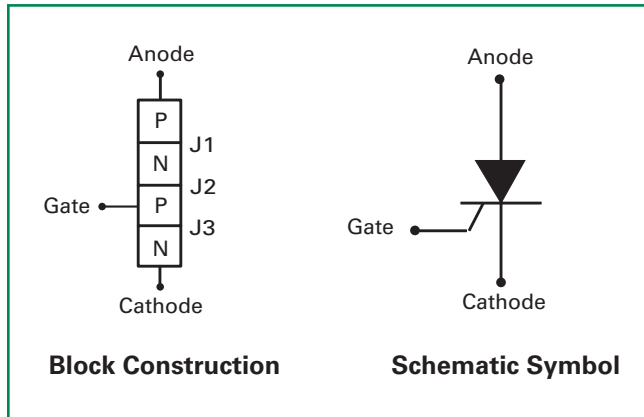 Anode
P
J1
N
J2
Gate
P
J3
N
Cathode
Block Construction
Anode
Gate
Cathode
Schematic Symbol